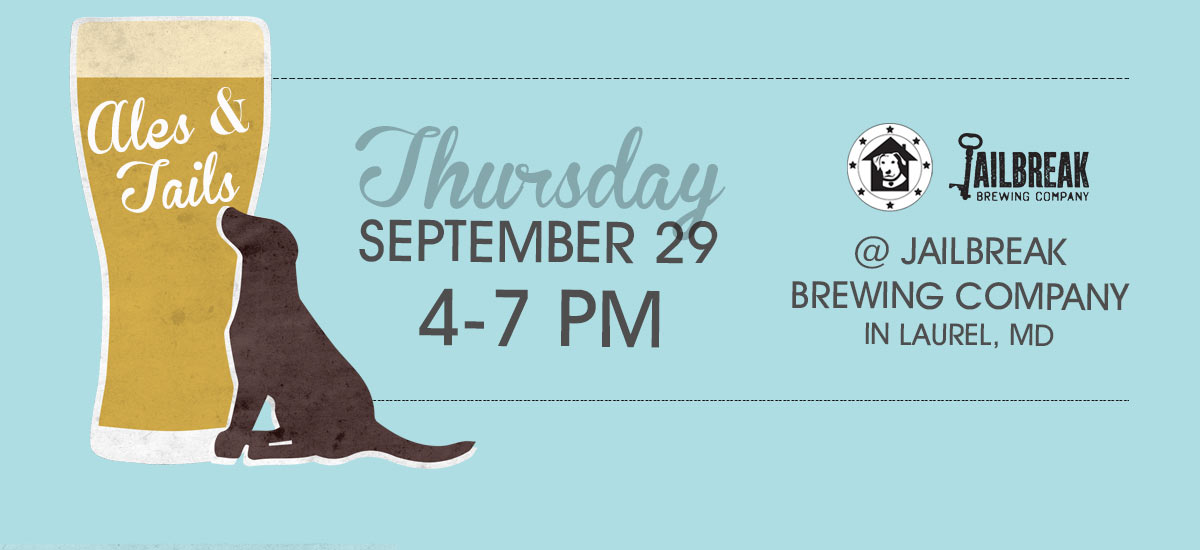 Ales &
Tails
Thursday
SEPTEMBER 29
4-7 PM
JAILBREAK
BREWING COMPANY
@ JAILBREAK
BREWING COMPANY
IN LAUREL, MD